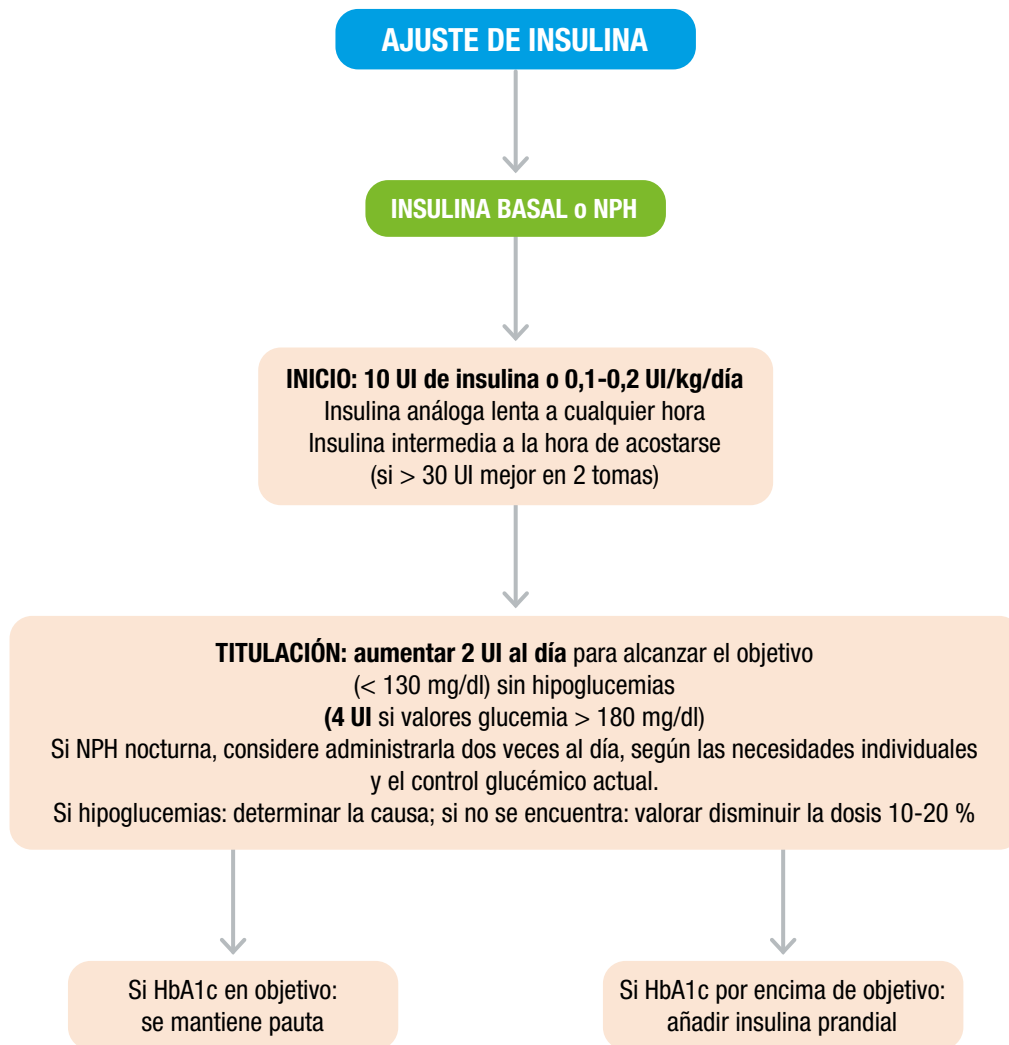 AJUSTE DE INSULINA
INSULINA BASAL o NPH
INICIO: 10 UI de insulina o 0,1-0,2 UI/kg/día
Insulina análoga lenta a cualquier hora
Insulina intermedia a la hora de acostarse
(si > 30 UI mejor en 2 tomas)
TITULACIÓN: aumentar 2 UI al día para alcanzar el objetivo
(< 130 mg/dl) sin hipoglucemias
(4 UI si valores glucemia > 180 mg/dl)
Si NPH nocturna, considere administrarla dos veces al día, según las necesidades individuales
y el control glucémico actual.
Si hipoglucemias: determinar la causa; si no se encuentra: valorar disminuir la dosis 10-20 %
Si HbA1c en objetivo:
se mantiene pauta
Si HbA1c por encima de objetivo:
añadir insulina prandial